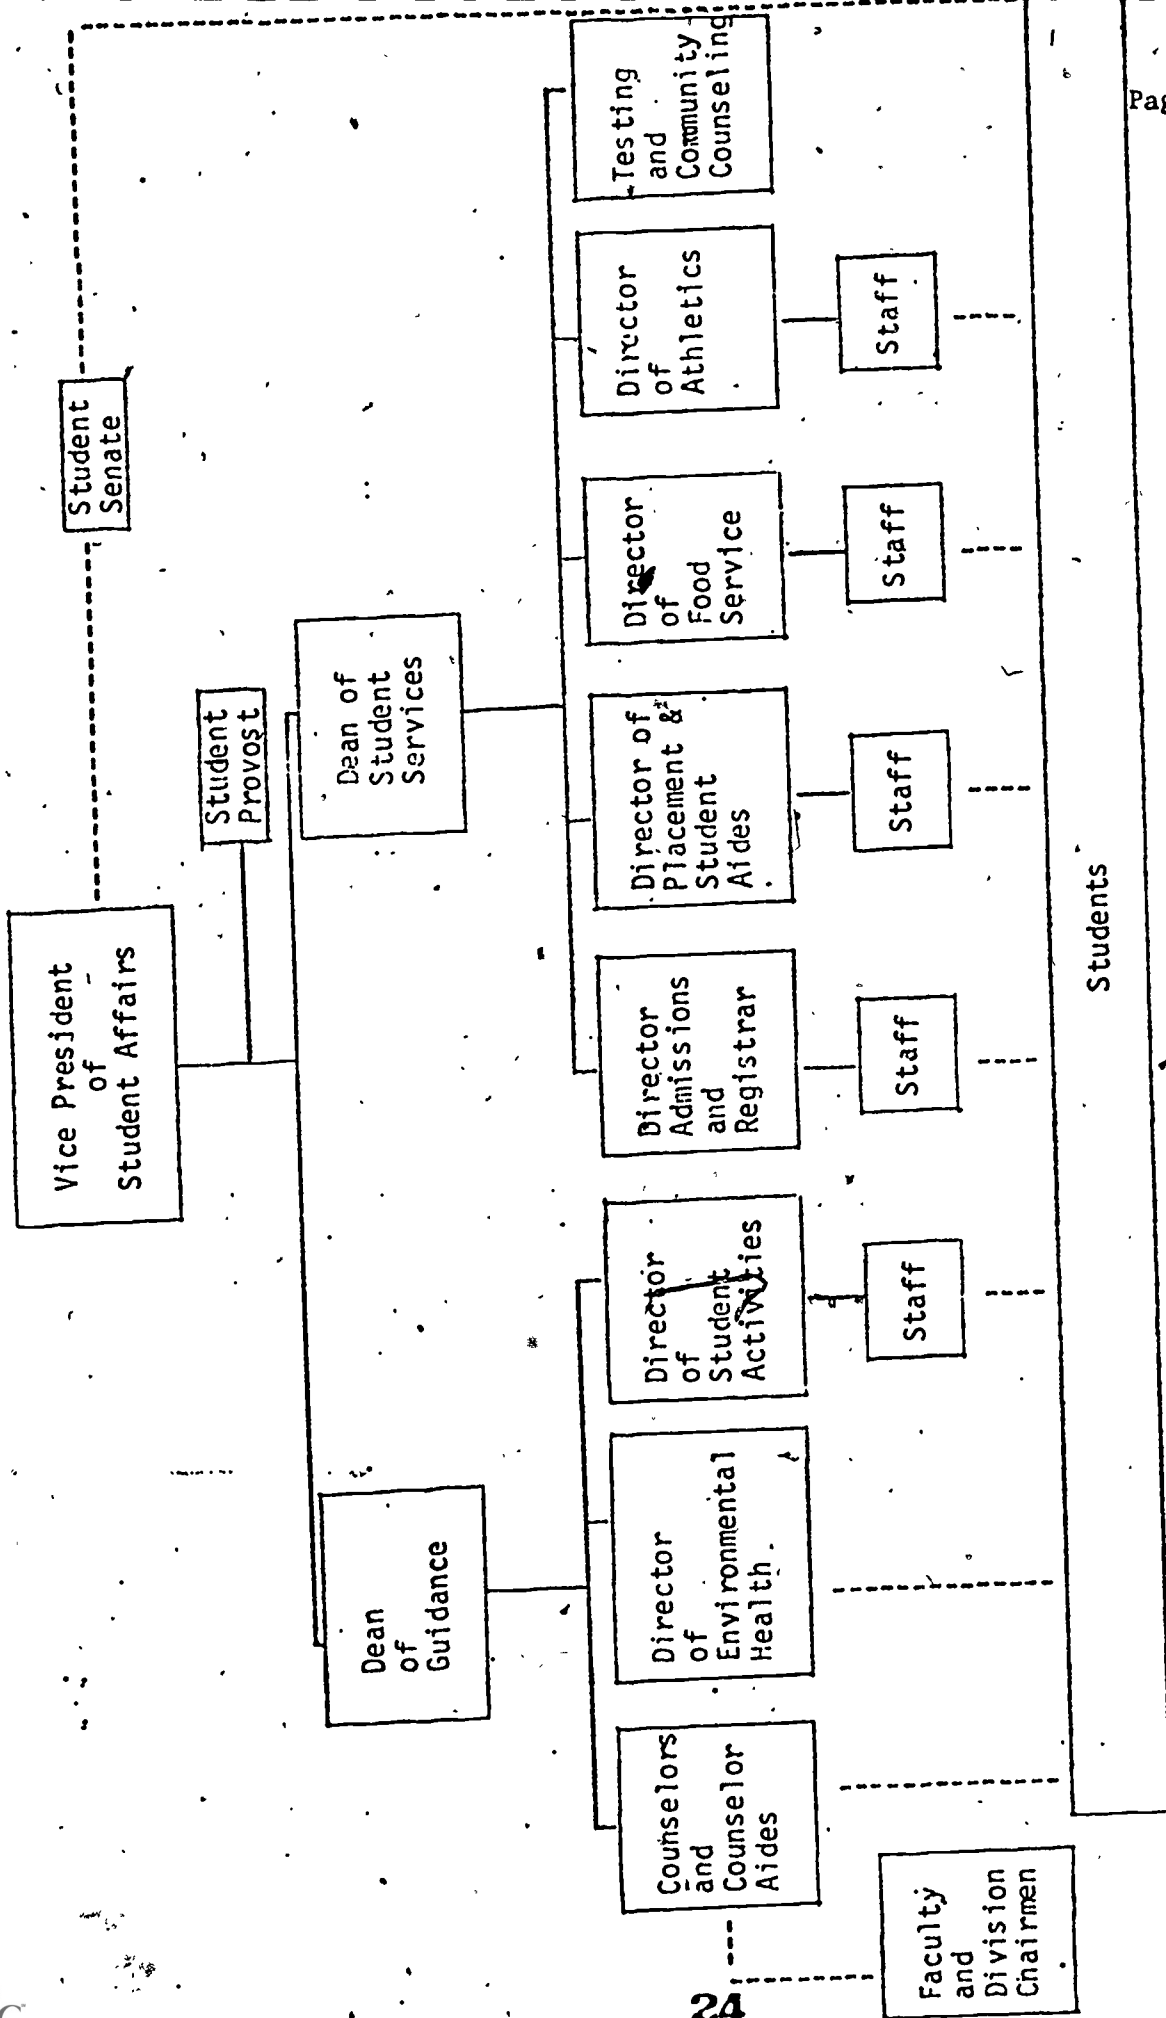 Vice President
of
Student Affairs
Student
Senate
Student
Provost
Dean
of
Guidance
Dean of
Student
Services
Counselors
and
Counselor
Aides
Director
of
Environmental
Health
Director
of
Student
Activities
Director
Admissions
and
Registrar
Director of
Placement &
Student
Aides
Director
of
Food
Service
Director
of
Athletics
Testing
and
Community
Counseling
Staff
Staff
Staff
Staff
Staff
Faculty
and
Division
Chairmen
Students
24
Pag